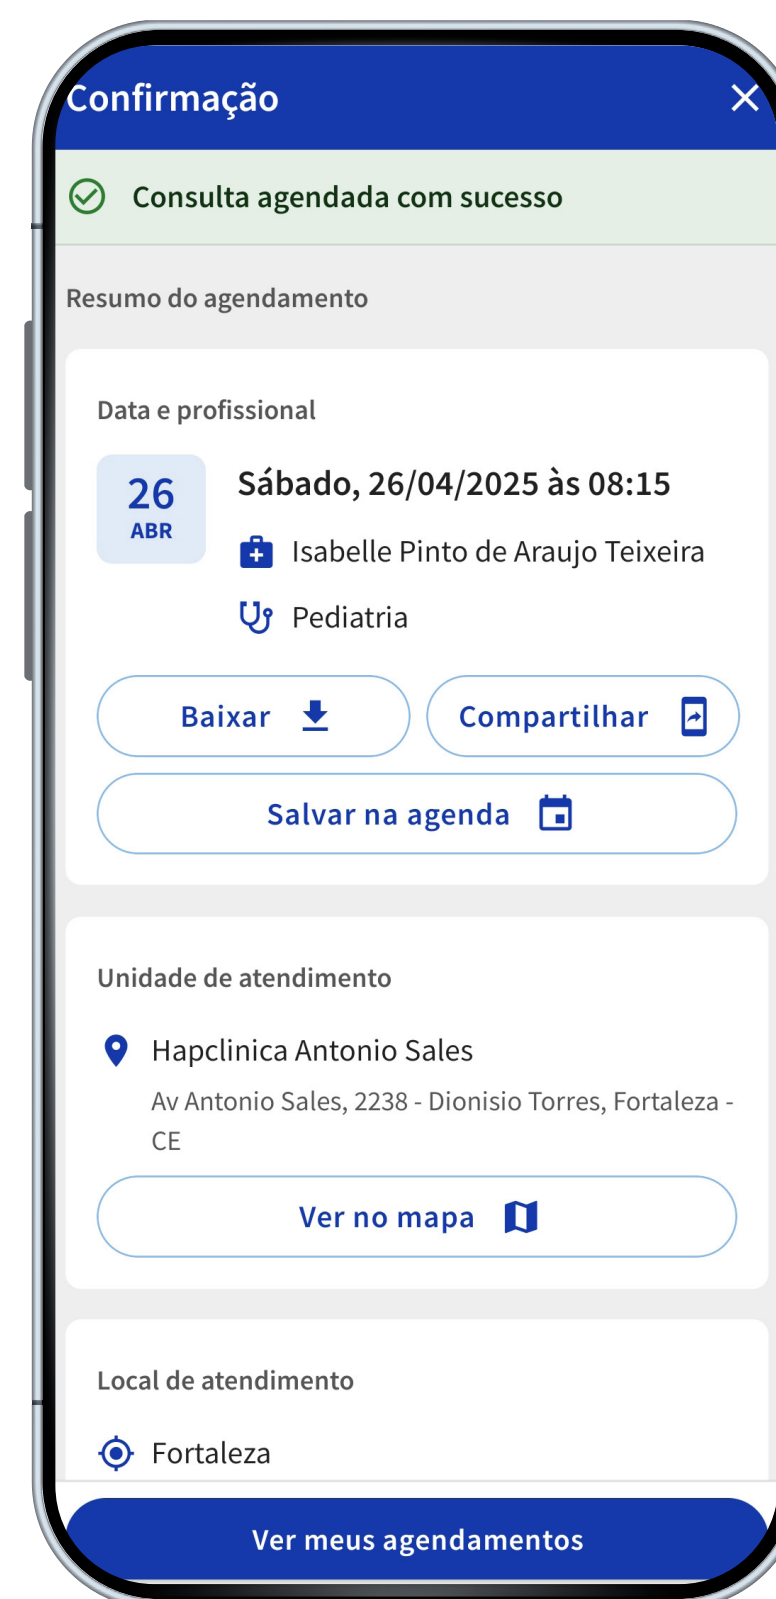 Confirmação
Consulta agendada com sucesso
Resumo do agendamento
Data e profissional
26
ABR
Sábado, 26/04/2025 às 08:15
Isabelle Pinto de Araujo Teixeira
Pediatria
Baixar
Compartilhar
Salvar na agenda
Unidade de atendimento
Hapclinica Antonio Sales
Av Antonio Sales, 2238 - Dionisio Torres, Fortaleza -
CE
Ver no mapa
Local de atendimento
Fortaleza
Ver meus agendamentos